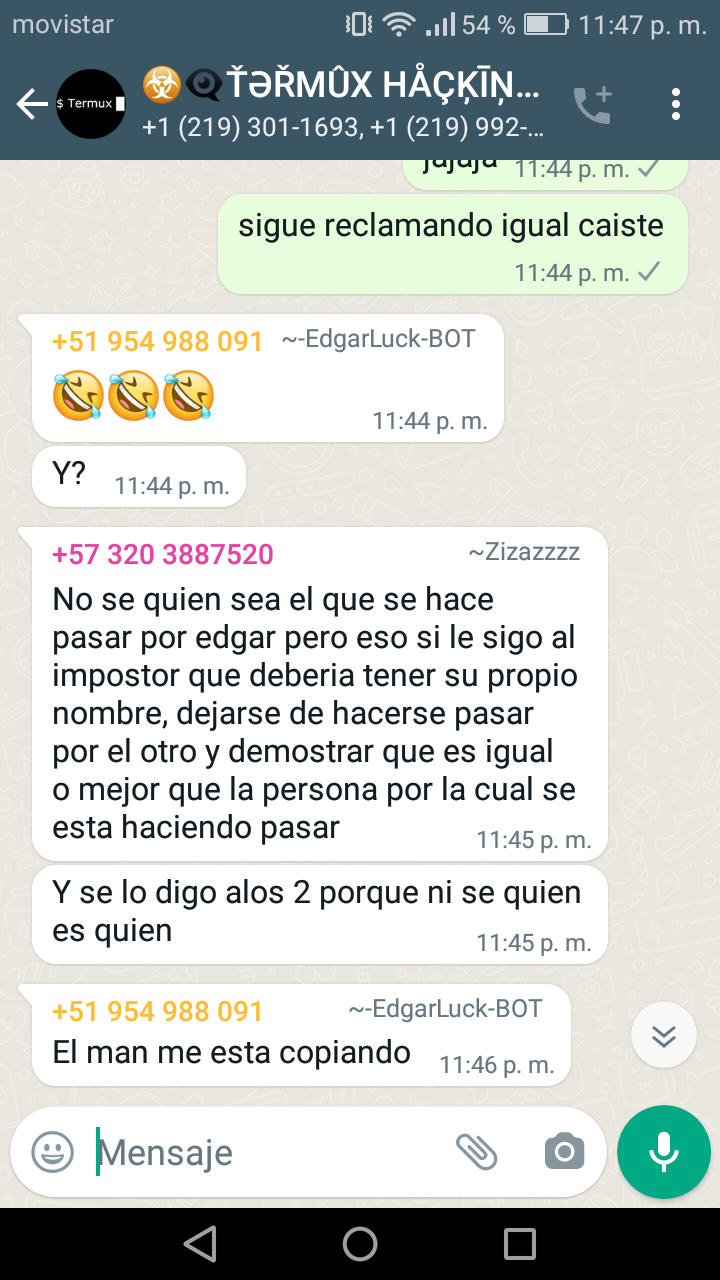 movistar 54 % 11:47 p. m.
$ Termux
ŤƏŘMÛX HÅÇĶĪŅ...
+1 (219) 301-1693, +1 (219) 992-...
jajaja 11:44 p. m.
sigue reclamando igual caiste
11:44 p. m.
+51 954 988 091 ~-EdgarLuck-BOT
🤣🤣🤣
11:44 p. m.
Y? 11:44 p. m.
+57 320 3887520 ~Zizazzzz
No se quien sea el que se hace
pasar por edgar pero eso si le sigo al
impostor que deberia tener su propio
nombre, dejarse de hacerse pasar
por el otro y demostrar que es igual
o mejor que la persona por la cual se
esta haciendo pasar
11:45 p. m.
Y se lo digo alos 2 porque ni se quien
es quien
11:45 p. m.
+51 954 988 091 ~-EdgarLuck-BOT
El man me esta copiando 11:46 p. m.
Mensaje